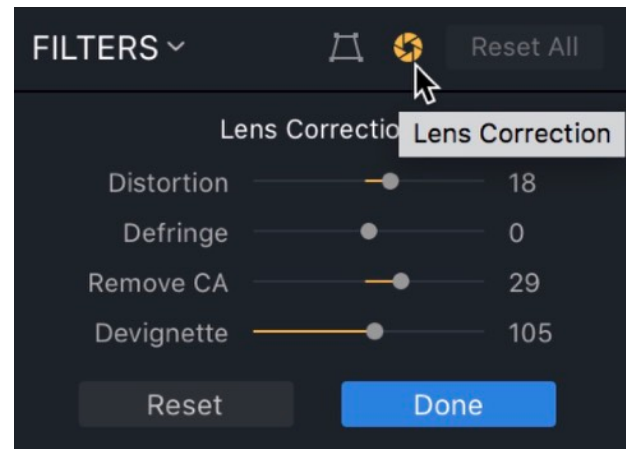 FILTERS Reset All
Lens Correctio Lens Correction
Distortion 18
Defringe 0
Remove CA 29
Devignette 105
Reset Done